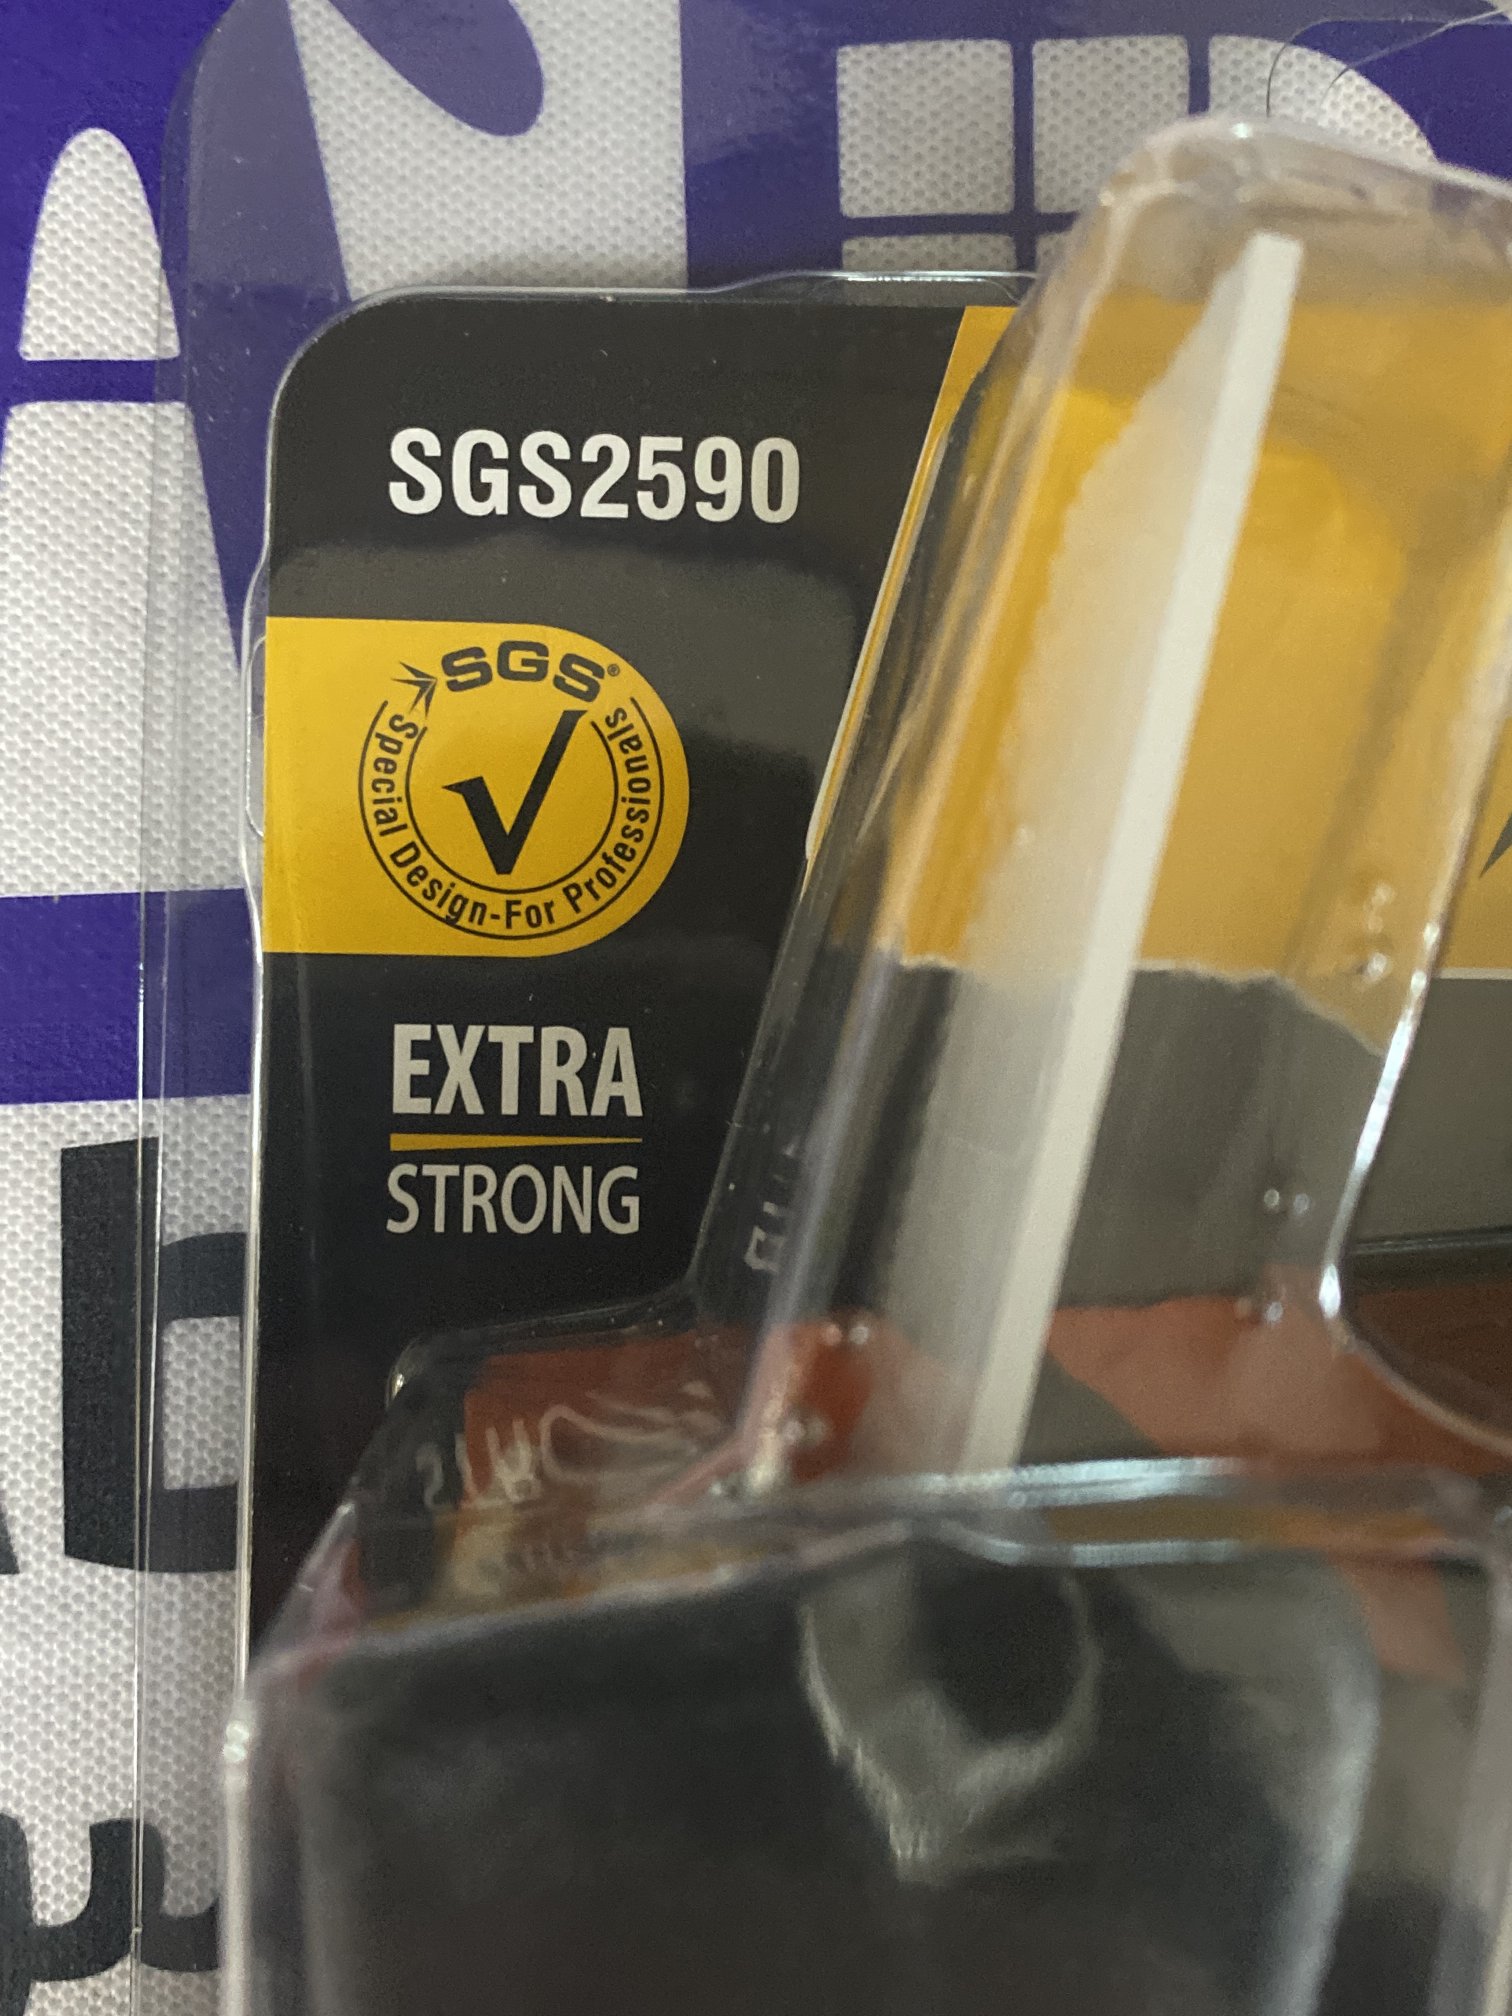 SGS2590
SGS®
Special Design-For Professionals
EXTRA
STRONG